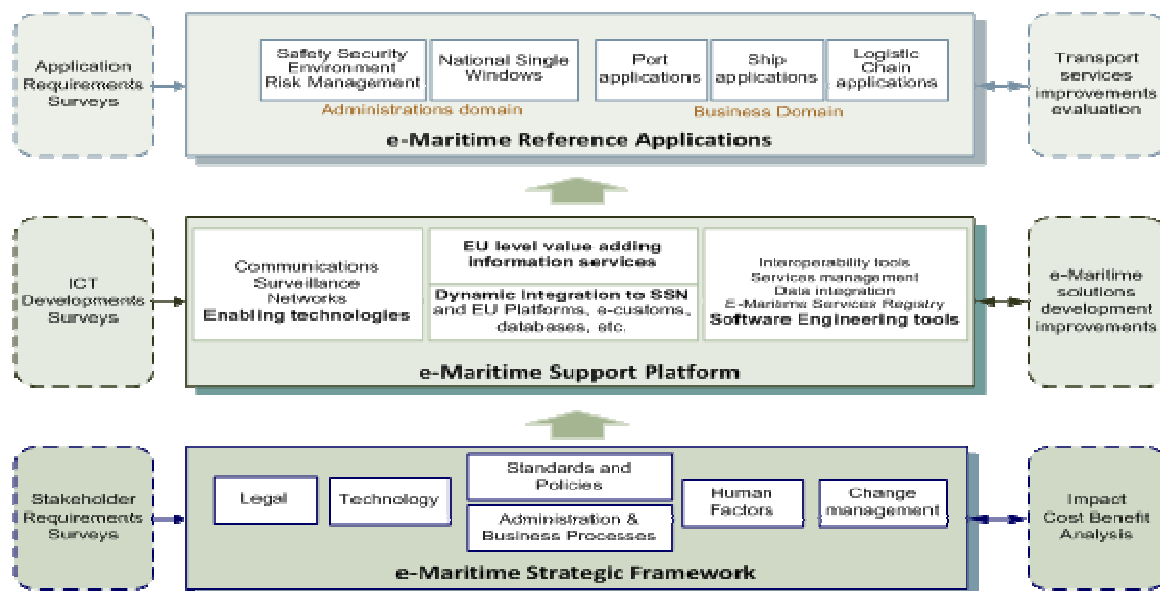 Application
Requirements
Surveys
Safety Security
Environment
Risk Management
National Single
Windows
Administrations domain
Port
applications
Ship
applications
Logistic
Chain
applications
Business Domain
e-Maritime Reference Applications
Transport
services
improvements
evaluation
ICT
Developments
Surveys
Communications
Surveillance
Networks
Enabling technologies
EU level value adding
information services
Dynamic Integration to SSN
and EU Platforms, e-customs,
databases, etc.
Interoperability tools
Services management
Data integration
E-Maritime Services Registry
Software Engineering tools
e-Maritime Support Platform
e-Maritime
solutions
development
improvements
Stakeholder
Requirements
Surveys
Legal
Technology
Standards and
Policies
Administration &
Business Processes
Human
Factors
Change
management
e-Maritime Strategic Framework
Impact
Cost Benefit
Analysis